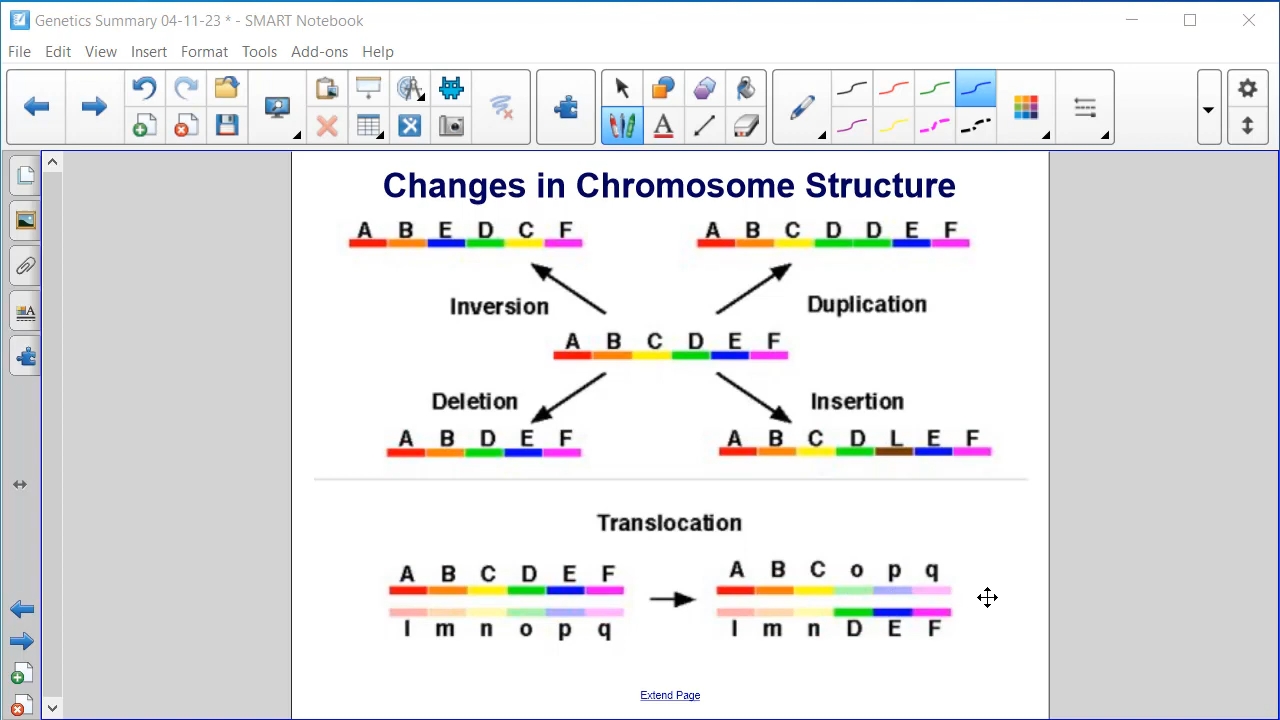 Genetics Summary 04-11-23 * - SMART Notebook
File Edit View Insert Format Tools Add-ons Help
Changes in Chromosome Structure
A B E D C F
A B C D D E F
Inversion
Duplication
A B C D E F
Deletion
Insertion
A B D E F
A B C D L E F
Translocation
A B C D E F
A B C o p q
l m n o p q
l m n D E F
Extend Page